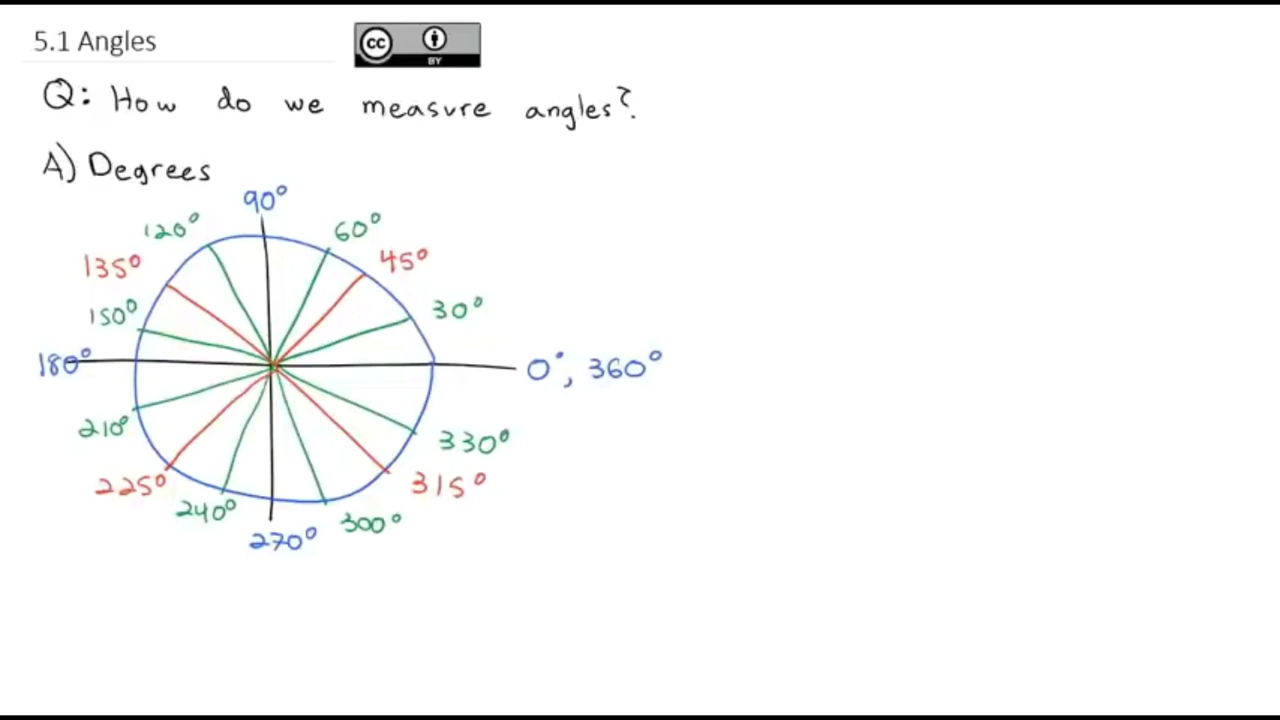 5.1 Angles
cc BY
Q: How do we measure angles?
A) Degrees
90°
120° 60°
135° 45°
150° 30°
180° 0°, 360°
210° 330°
225° 315°
240° 300°
270°